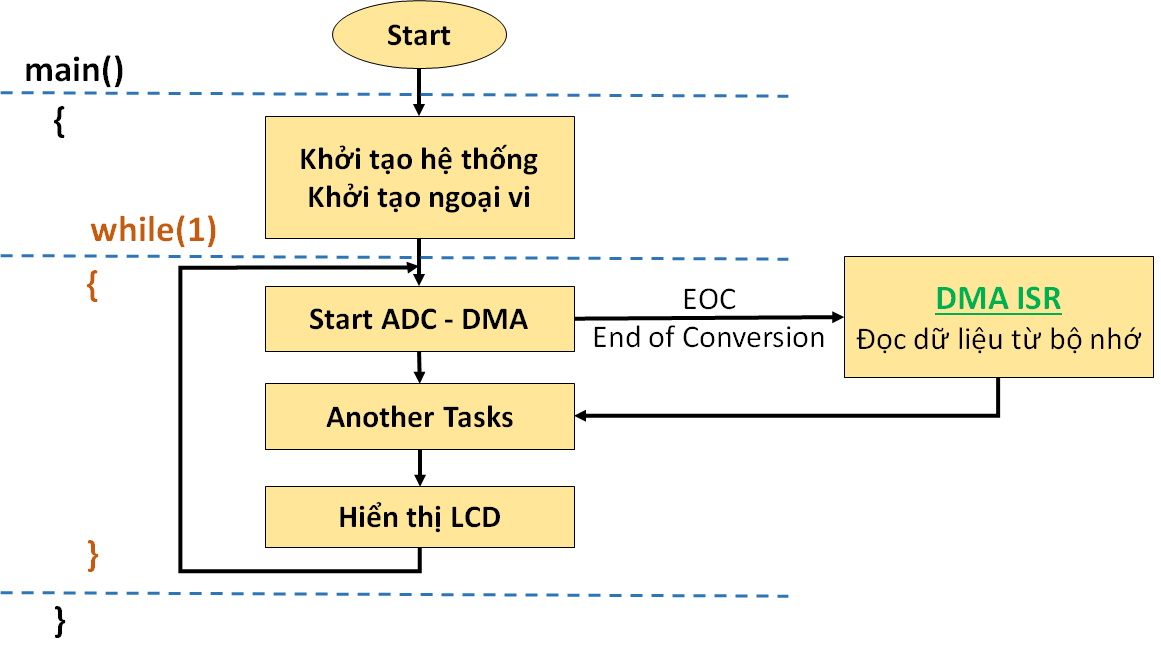 Start
main()
{
Khởi tạo hệ thống
Khởi tạo ngoại vi
while(1)
{
Start ADC - DMA
EOC
End of Conversion
DMA ISR
Đọc dữ liệu từ bộ nhớ
Another Tasks
Hiển thị LCD
}
}